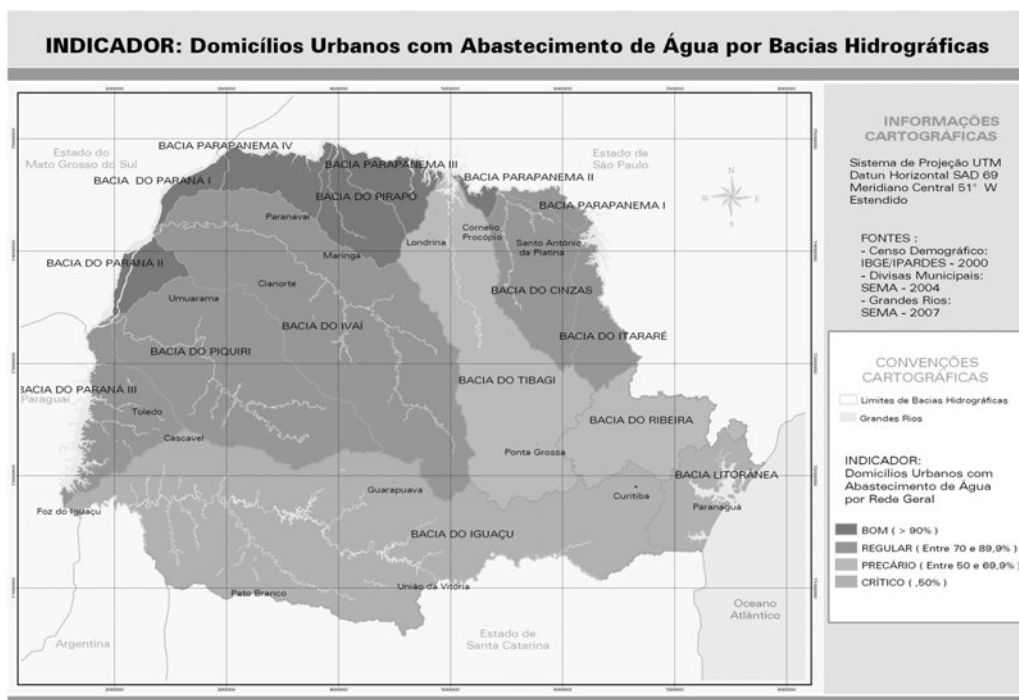 INDICADOR: Domicílios Urbanos com Abastecimento de Água por Bacias Hidrográficas
Estado do
Mato Grosso do Sul
BACIA PARAPANEMA IV
BACIA PARAPANEMA III
Estado de
São Paulo
BACIA DO PARANÁ I
BACIA DO PIRAPÓ
BACIA PARAPANEMA II
BACIA PARAPANEMA I
Paranavaí
Londrina
Cornelio
Procópio
Santo Antônio
da Platina
Maringá
BACIA DO PARANÁ II
Cianorte
Umuarama
BACIA DO CINZAS
BACIA DO IVAÍ
BACIA DO ITARARÉ
BACIA DO PIQUIRI
BACIA DO TIBAGI
BACIA DO PARANÁ III
Paraguai
Toledo
Cascavel
BACIA DO RIBEIRA
Ponta Grossa
BACIA LITORÂNEA
Guarapuava
Curitiba
Paranaguá
Foz do Iguaçu
BACIA DO IGUAÇU
União da Vitória
Pato Branco
Oceano
Atlântico
Argentina
Estado de
Santa Catarina
N
W
E
S
INFORMAÇÕES
CARTOGRÁFICAS
Sistema de Projeção UTM
Datun Horizontal SAD 69
Meridiano Central 51° W
Estendido
FONTES :
- Censo Demográfico:
IBGE/IPARDES - 2000
- Divisas Municipais:
SEMA - 2004
- Grandes Rios:
SEMA - 2007
CONVENÇÕES
CARTOGRÁFICAS
Limites de Bacias Hidrográficas
Grandes Rios
INDICADOR:
Domicílios Urbanos com
Abastecimento de Água
por Rede Geral
BOM ( > 90% )
REGULAR ( Entre 70 e 89,9% )
PRECÁRIO ( Entre 50 e 69,9% )
CRÍTICO ( ,50% )